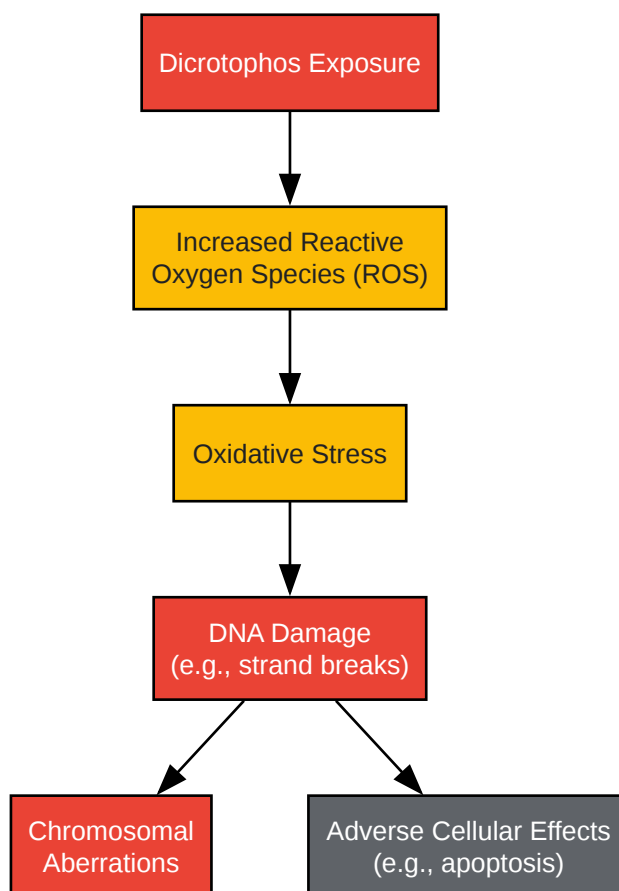 Dicrotophos Exposure
Increased Reactive
Oxygen Species (ROS)
Oxidative Stress
DNA Damage
(e.g., strand breaks)
Chromosomal
Aberrations
Adverse Cellular Effects
(e.g., apoptosis)